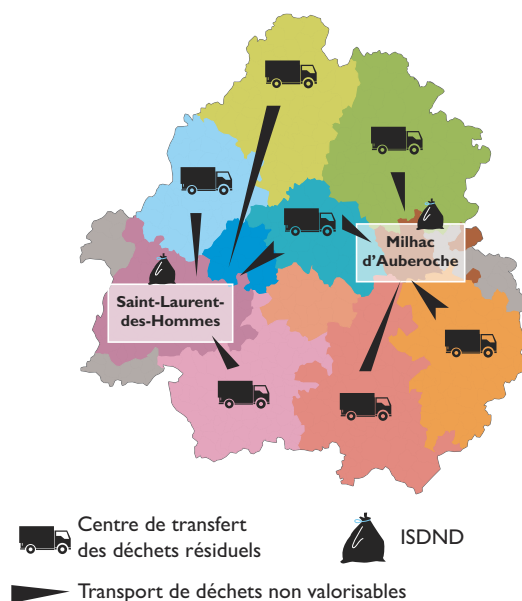 Milhac
d'Auberoche
Saint-Laurent-
des-Hommes
Centre de transfert
des déchets résiduels
ISDND
Transport de déchets non valorisables